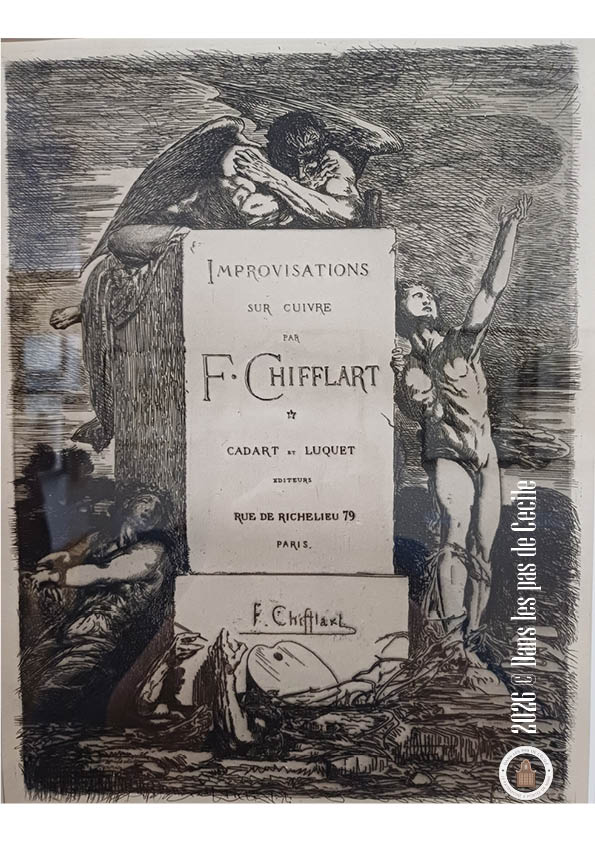 IMPROVISATIONS
SUR CUIVRE
PAR
F. CHIFFLART
CADART ET LUQUET
EDITEURS
RUE DE RICHELIEU 79
PARIS.
F. Chifflart
2026 © Dans les pas de Cecile